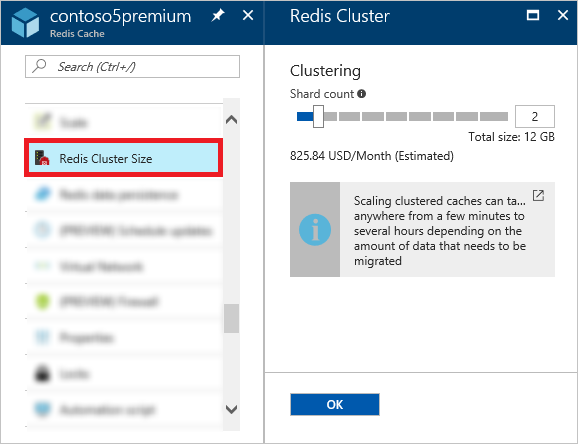 contoso5premium
Redis Cache
Search (Ctrl+/)
Scale
Redis Cluster Size
Redis data persistence
(PREVIEW) Schedule updates
Virtual Network
(PREVIEW) Firewall
Properties
Locks
Automation script
Redis Cluster
Clustering
Shard count
2
Total size: 12 GB
825.84 USD/Month (Estimated)
Scaling clustered caches can ta...
anywhere from a few minutes to
several hours depending on the
amount of data that needs to be
migrated
OK